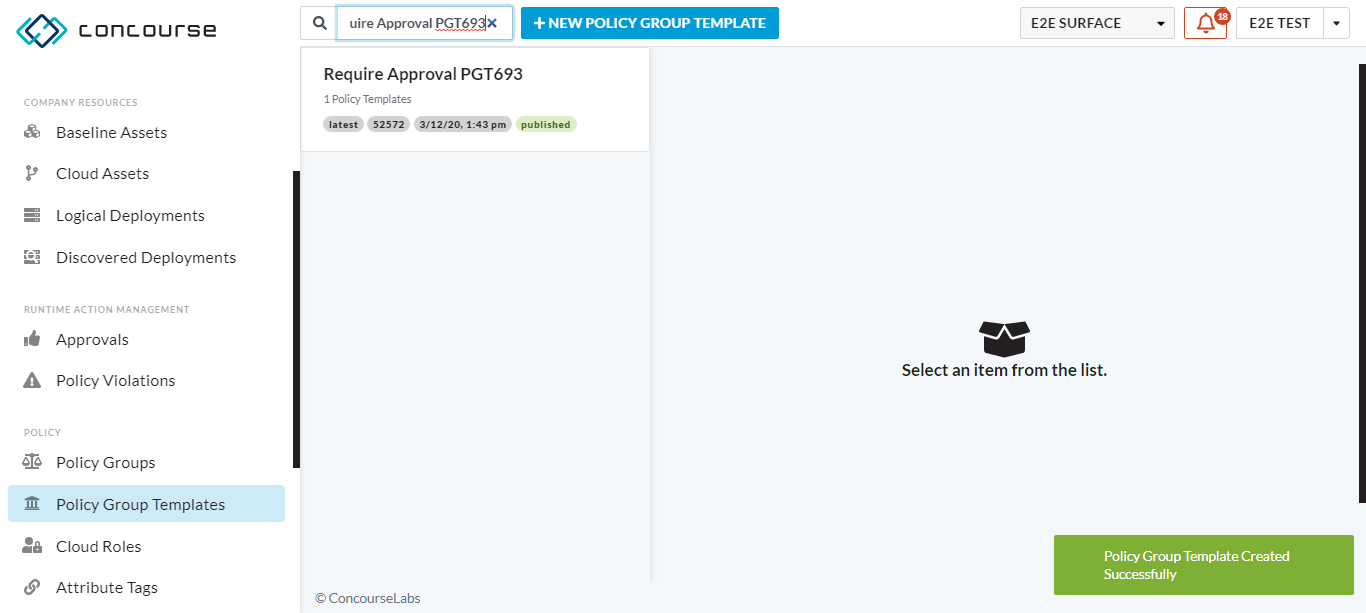 concourse
uire Approval PGT693
NEW POLICY GROUP TEMPLATE
E2E SURFACE
18
E2E TEST
COMPANY RESOURCES
Baseline Assets
Cloud Assets
Logical Deployments
Discovered Deployments
RUNTIME ACTION MANAGEMENT
Approvals
Policy Violations
POLICY
Policy Groups
Policy Group Templates
Cloud Roles
Attribute Tags
Require Approval PGT693
1 Policy Templates
latest 52572 3/12/20, 1:43 pm published
Select an item from the list.
Policy Group Template Created
Successfully
© ConcourseLabs